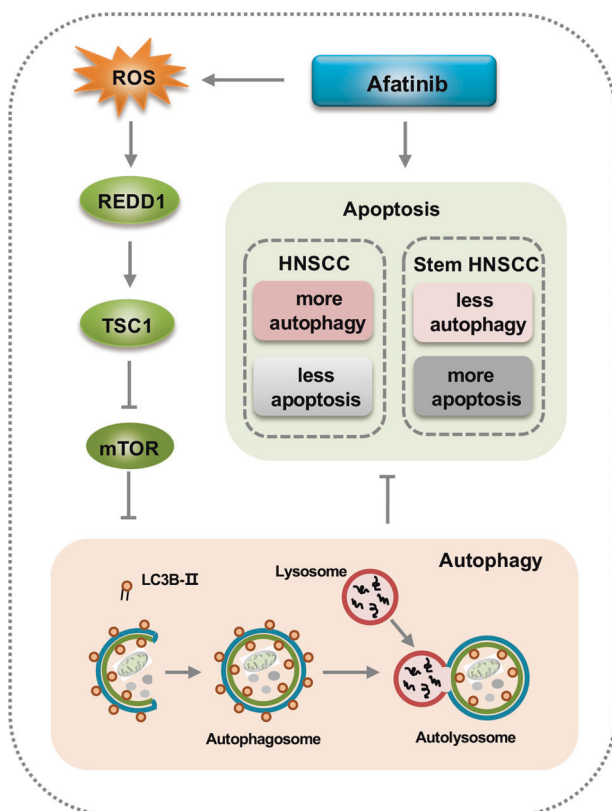 ROS
Afatinib
REDD1
TSC1
mTOR
Apoptosis
HNSCC
more
autophagy
less
apoptosis
Stem HNSCC
less
autophagy
more
apoptosis
Autophagy
LC3B-II
Lysosome
Autophagosome
Autolysosome